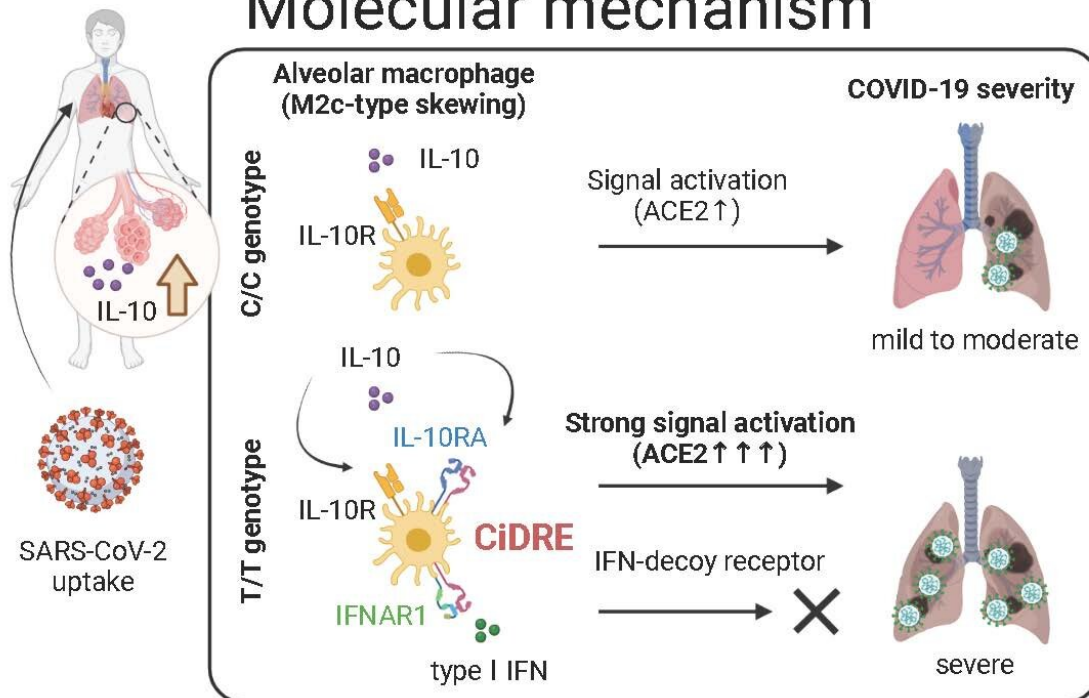 Molecular mechanism
Alveolar macrophage
(M2c-type skewing)
COVID-19 severity
C/C genotype
IL-10
IL-10R
Signal activation
(ACE2↑)
mild to moderate
IL-10
SARS-CoV-2
uptake
T/T genotype
IL-10
IL-10RA
IL-10R
CiDRE
IFNAR1
type I IFN
Strong signal activation
(ACE2↑↑↑)
IFN-decoy receptor
severe